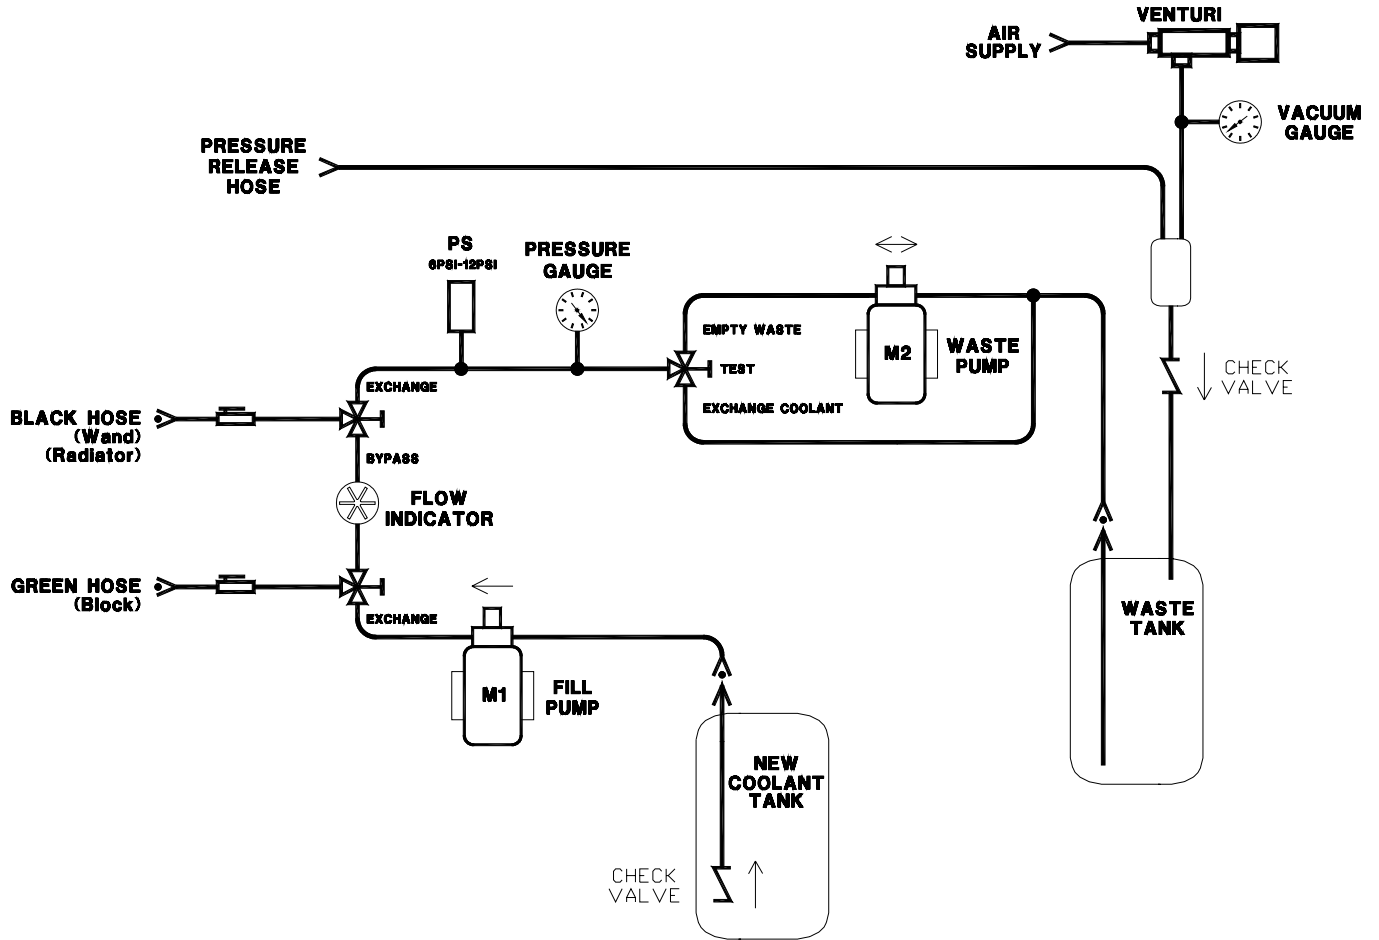 VENTURI
AIR
SUPPLY
VACUUM
GAUGE
PRESSURE
RELEASE
HOSE
PS
6PSI-12PSI
PRESSURE
GAUGE
EMPTY WASTE
M2
WASTE
PUMP
TEST
CHECK
VALVE
EXCHANGE
EXCHANGE COOLANT
BLACK HOSE
(Wand)
(Radiator)
BYPASS
FLOW
INDICATOR
GREEN HOSE
(Block)
EXCHANGE
WASTE
TANK
M1
FILL
PUMP
NEW
COOLANT
TANK
CHECK
VALVE